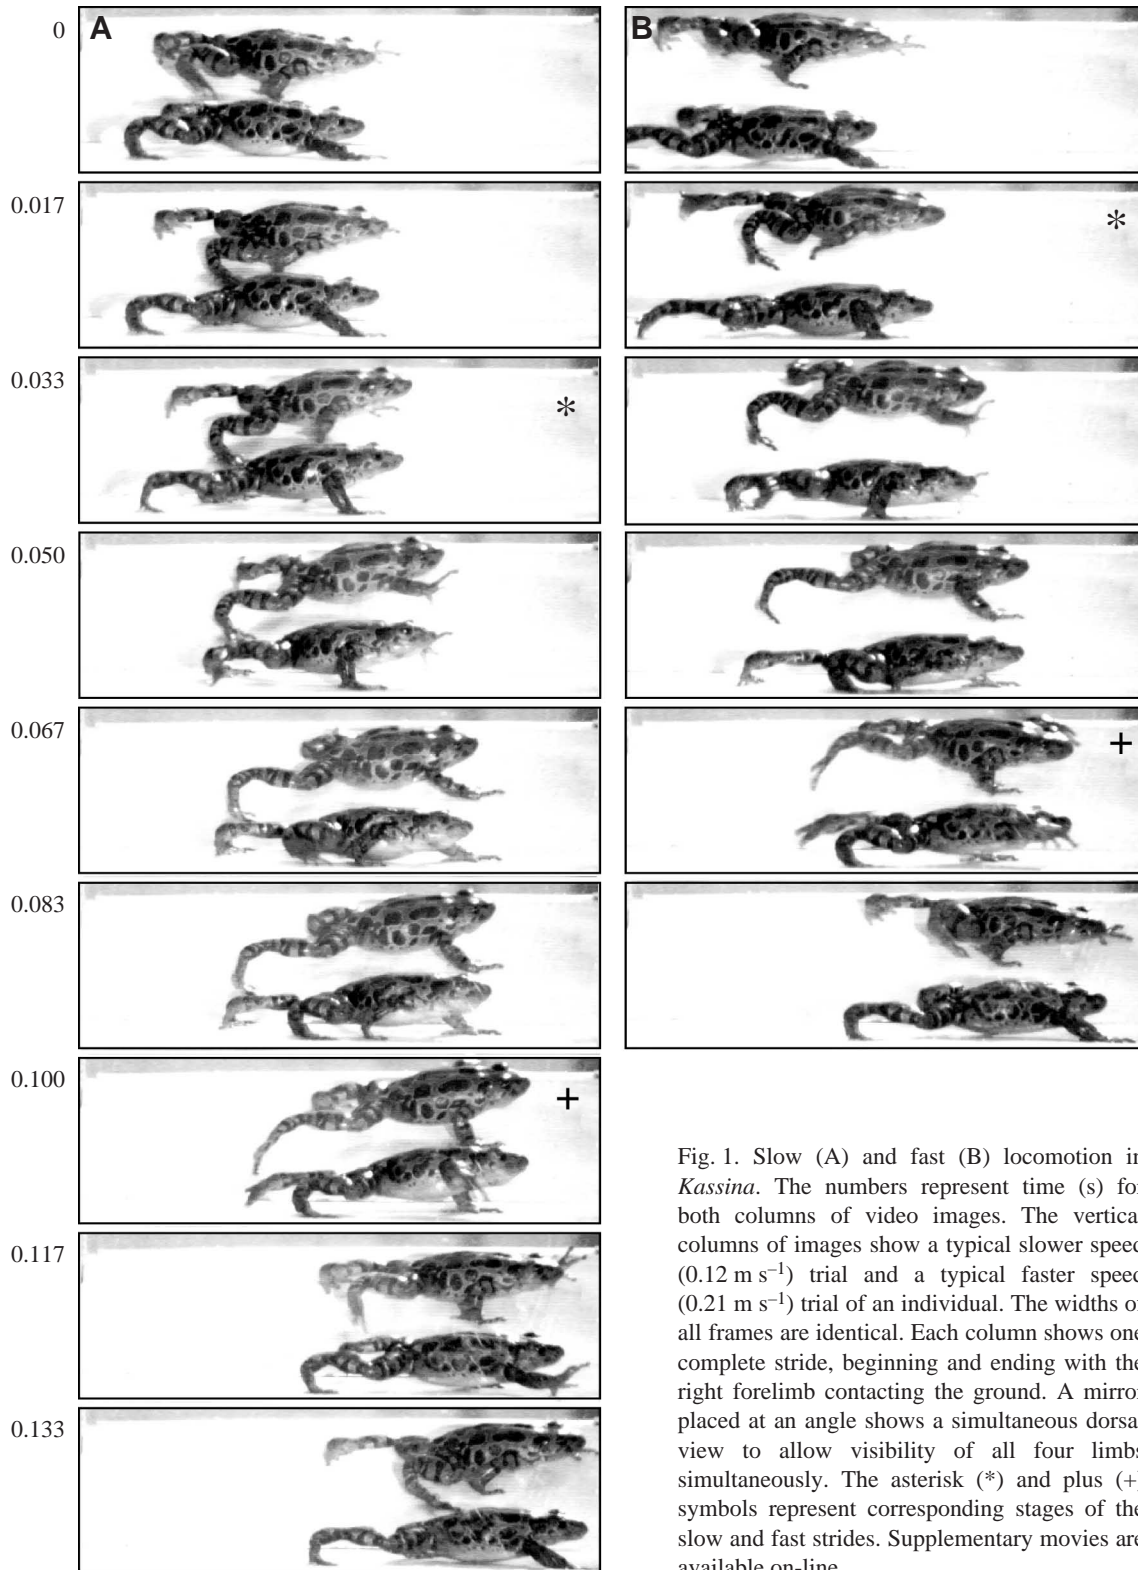 0 A B
0.017 *
0.033 *
0.050
0.067 +
0.083
0.100 +
0.117
0.133
Fig. 1. Slow (A) and fast (B) locomotion in
Kassina. The numbers represent time (s) for
both columns of video images. The vertical
columns of images show a typical slower speed
(0.12 m s–1) trial and a typical faster speed
(0.21 m s–1) trial of an individual. The widths of
all frames are identical. Each column shows one
complete stride, beginning and ending with the
right forelimb contacting the ground. A mirror
placed at an angle shows a simultaneous dorsal
view to allow visibility of all four limbs
simultaneously. The asterisk (*) and plus (+)
symbols represent corresponding stages of the
slow and fast strides. Supplementary movies are
available on-line.